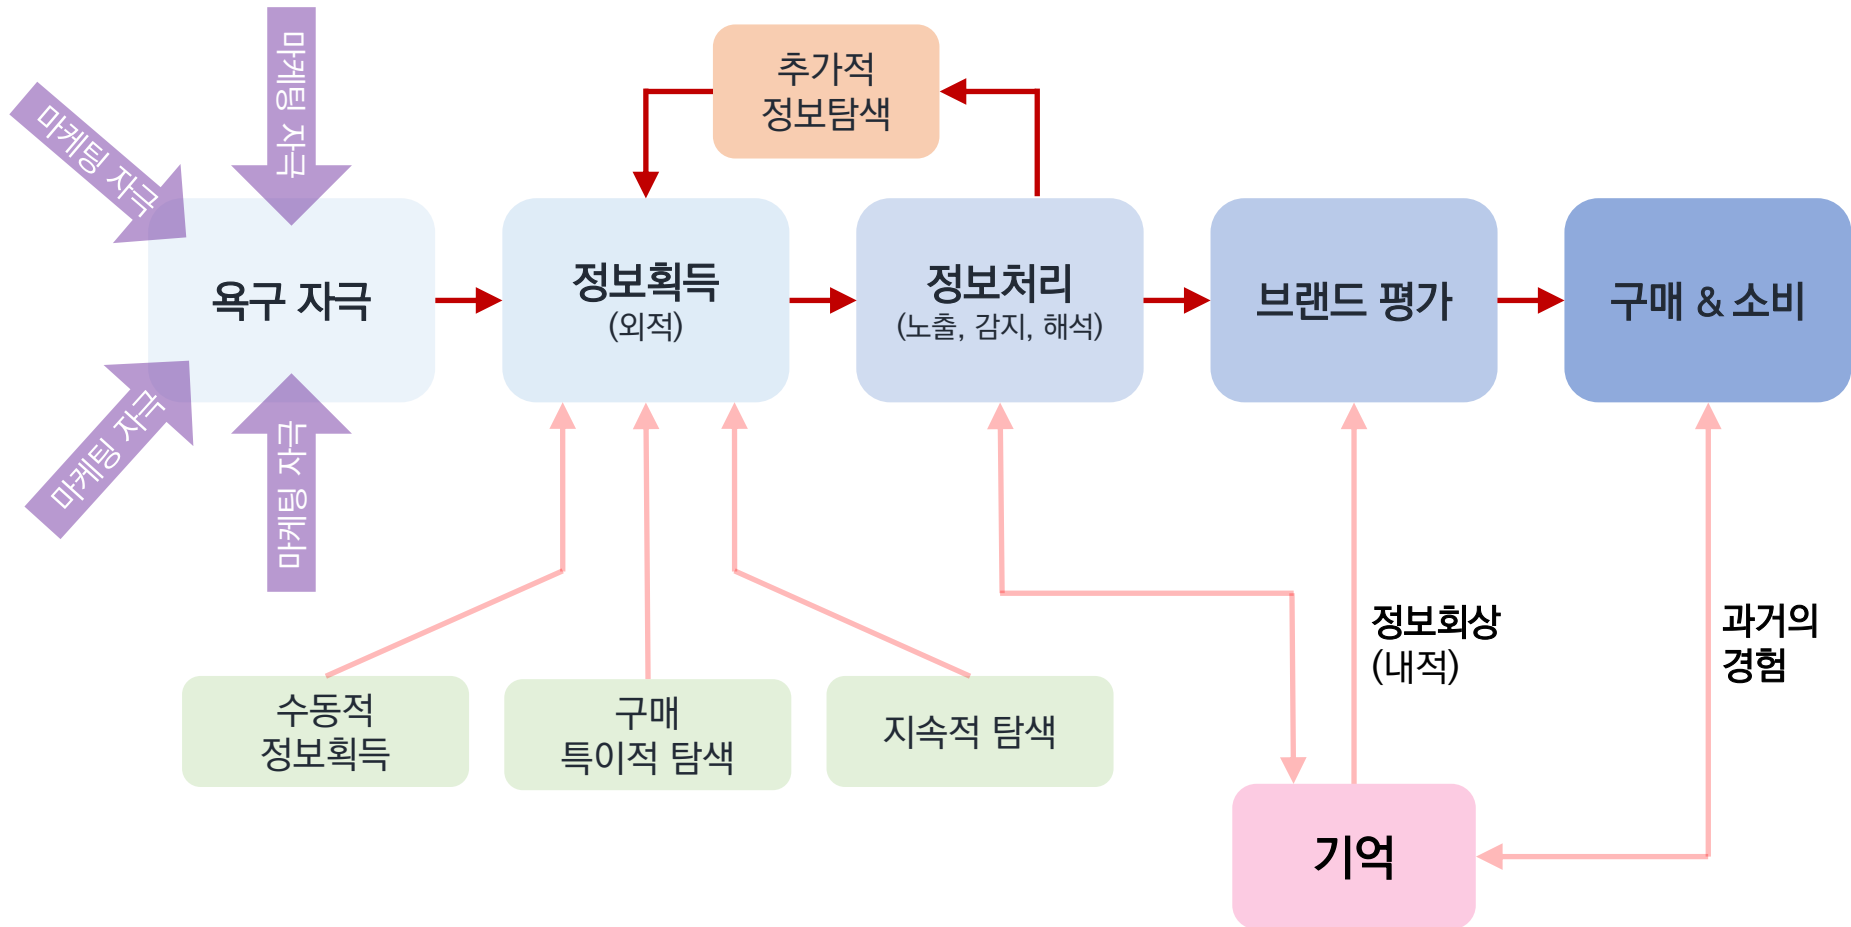 마케팅 자극
마케팅 자극
추가적
정보탐색
욕구 자극
정보획득
(외적)
정보처리
(노출, 감지, 해석)
브랜드 평가
구매 & 소비
마케팅 자극
마케팅 자극
정보회상
(내적)
과거의
경험
수동적
정보획득
구매
특이적 탐색
지속적 탐색
기억